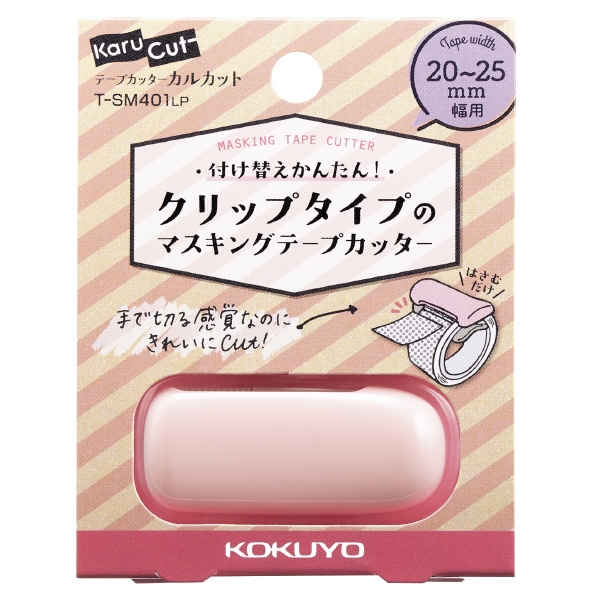 Karu Cut
テープカッター カルカット
T-SM401LP
Tape width
20~25
mm
幅用
MASKING TAPE CUTTER
・付け替えかんたん!・
クリップタイプの
マスキングテープカッター
はさむ
だけ
手で切る感覚なのに
きれいにCut!
KOKUYO